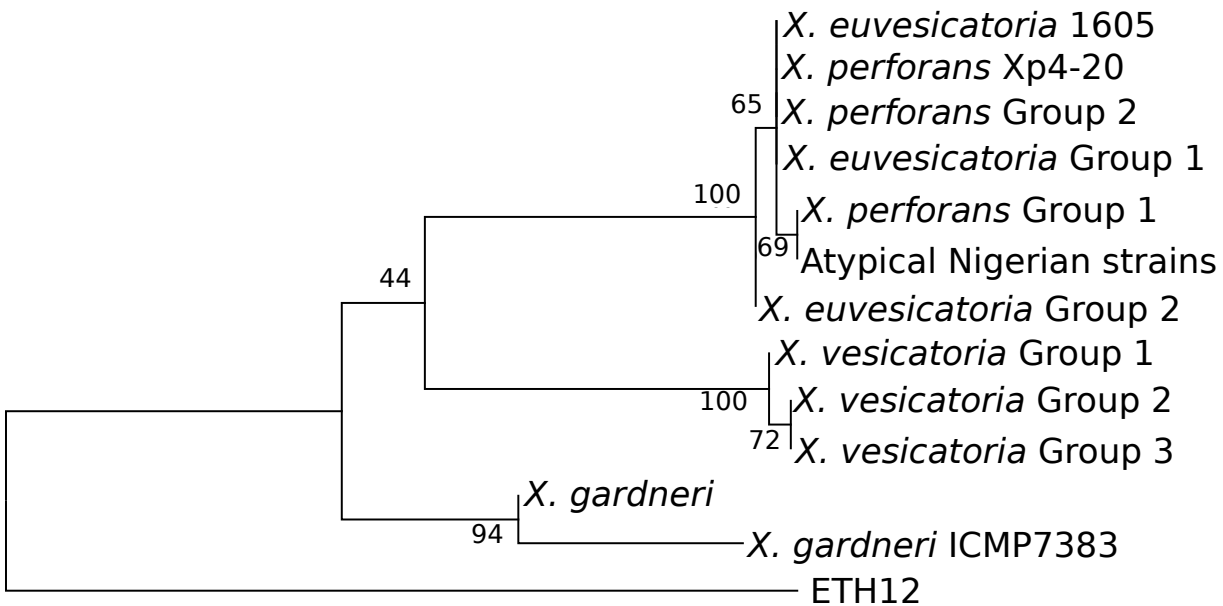 X. euvesicatoria 1605
X. perforans Xp4-20
65
X. perforans Group 2
X. euvesicatoria Group 1
100
X. perforans Group 1
69
Atypical Nigerian strains
44
X. euvesicatoria Group 2
X. vesicatoria Group 1
100
X. vesicatoria Group 2
72
X. vesicatoria Group 3
X. gardneri
94
X. gardneri ICMP7383
ETH12